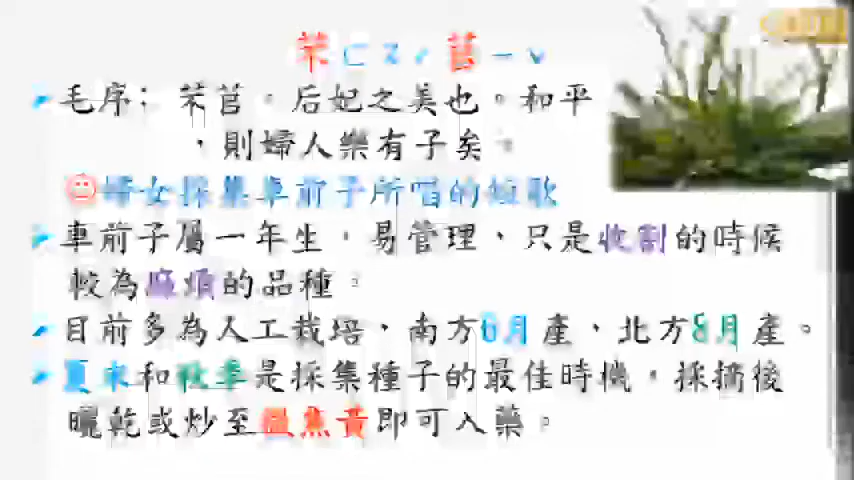 芣ㄈㄡˊ苢ㄧˇ
毛序：芣苢，后妃之美也。和平
，則婦人樂有子矣。
婦女採集車前子所唱的短歌
車前子屬一年生，易管理、只是收割的時候
較為麻煩的品種。
目前多為人工栽培、南方6月產、北方8月產。
夏末和秋季是採集種子的最佳時機，採摘後
曬乾或炒至微焦黃即可入藥。